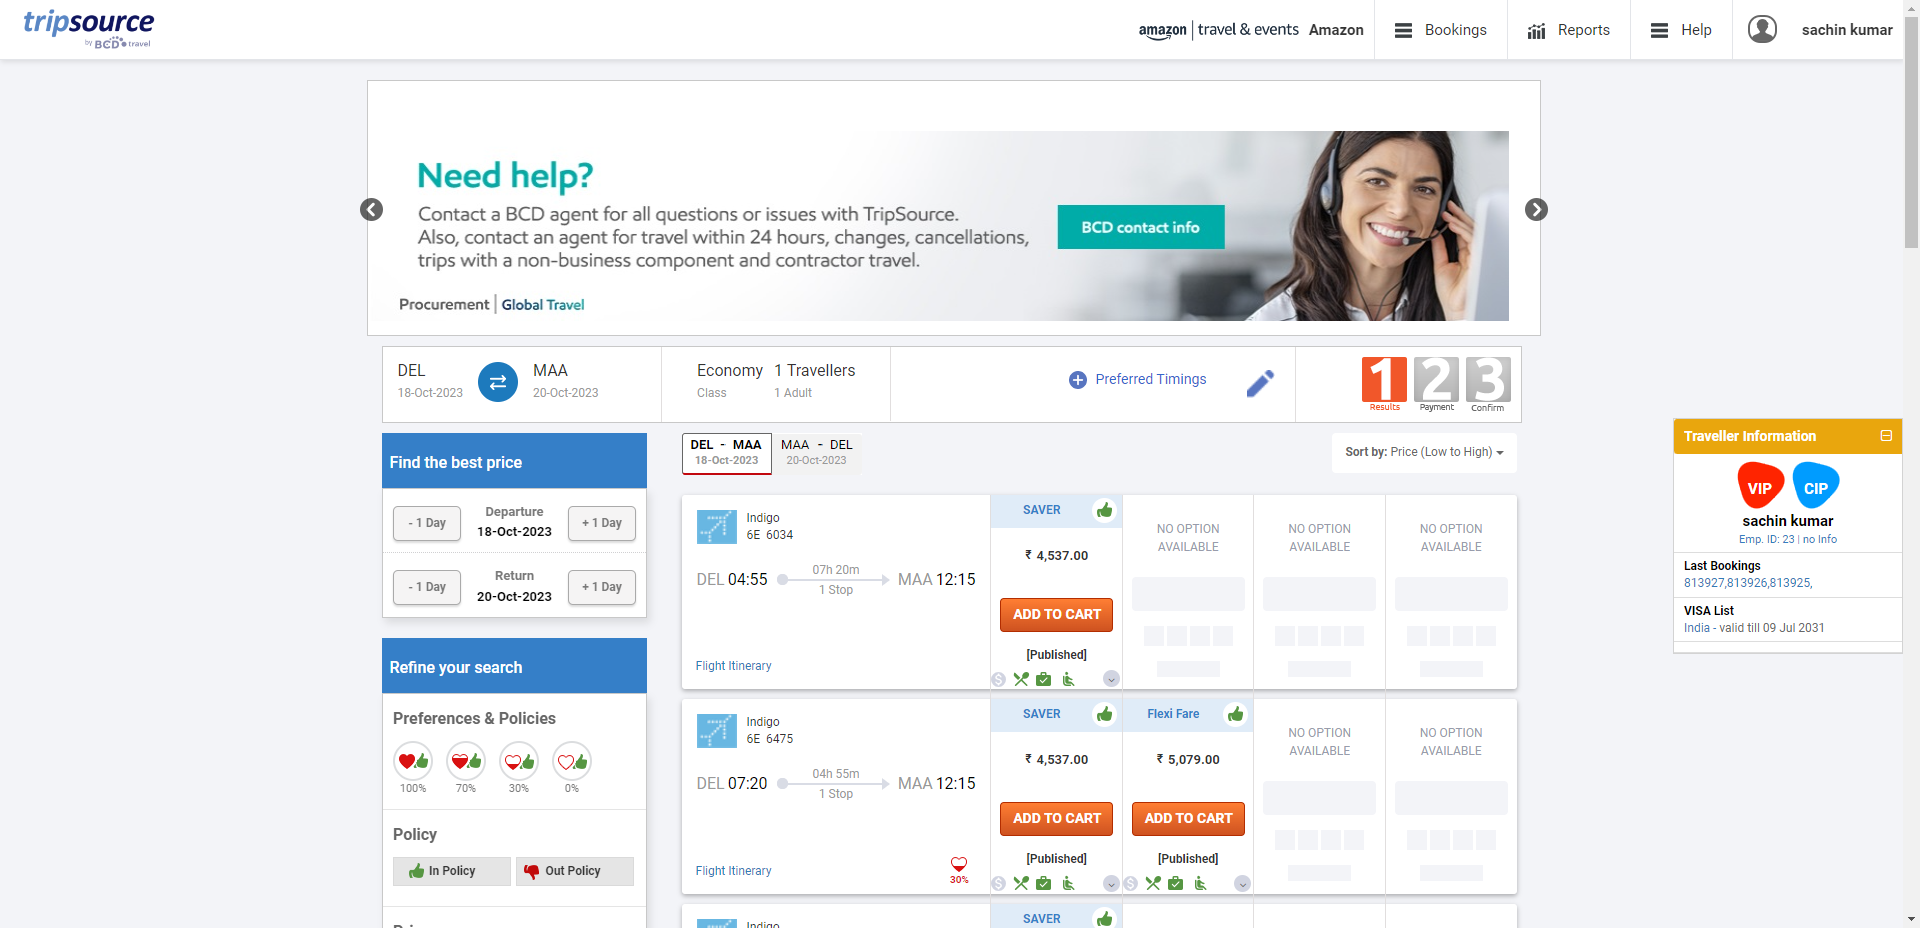 tripsource
by BCD travel
amazon | travel & events Amazon
Bookings
Reports
Help
sachin kumar
Need help?
Contact a BCD agent for all questions or issues with TripSource.
Also, contact an agent for travel within 24 hours, changes, cancellations,
trips with a non-business component and contractor travel.
BCD contact info
Procurement | Global Travel
DEL
18-Oct-2023
MAA
20-Oct-2023
Economy
Class
1 Travellers
1 Adult
Preferred Timings
1 2 3
Results Payment Confirm
Find the best price
Departure
- 1 Day 18-Oct-2023 + 1 Day
Return
- 1 Day 20-Oct-2023 + 1 Day
Refine your search
Preferences & Policies
100% 70% 30% 0%
Policy
In Policy Out Policy
DEL - MAA
18-Oct-2023
MAA - DEL
20-Oct-2023
Sort by: Price (Low to High)
Indigo
6E 6034
DEL 04:55
07h 20m
1 Stop
MAA 12:15
Flight Itinerary
SAVER
₹ 4,537.00
ADD TO CART
[Published]
NO OPTION
AVAILABLE
NO OPTION
AVAILABLE
NO OPTION
AVAILABLE
Indigo
6E 6475
DEL 07:20
04h 55m
1 Stop
MAA 12:15
Flight Itinerary
30%
SAVER
₹ 4,537.00
ADD TO CART
[Published]
Flexi Fare
₹ 5,079.00
ADD TO CART
[Published]
NO OPTION
AVAILABLE
NO OPTION
AVAILABLE
Indigo
SAVER
Traveller Information
VIP CIP
sachin kumar
Emp. ID: 23 | no Info
Last Bookings
813927,813926,813925,
VISA List
India - valid till 09 Jul 2031